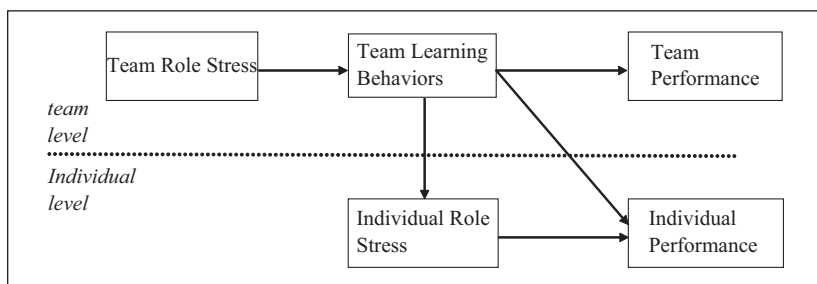 Team Role Stress
Team Learning
Behaviors
Team
Performance
team
level
Individual
level
Individual Role
Stress
Individual
Performance